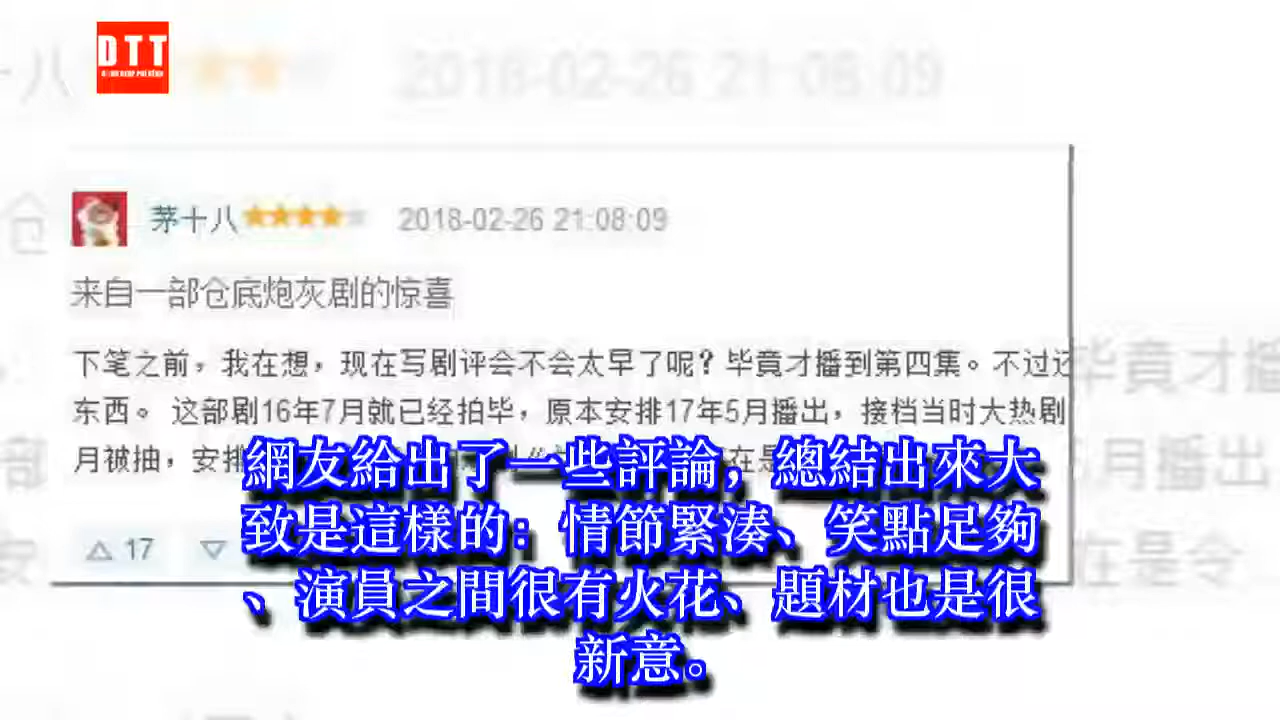 DTT
茅十八 2018-02-26 21:08:09
来自一部仓底炮灰剧的惊喜
下笔之前，我在想，现在写剧评会不会太早了呢？毕竟才播到第四集。不过还
东西。 这部剧16年7月就已经拍毕，原本安排17年5月播出，接档当时大热剧
月被抽，安排
網友給出了一些評論，總結出來大
致是這樣的：情節緊湊、笑點足夠
、演員之間很有火花、題材也是很
新意。
17